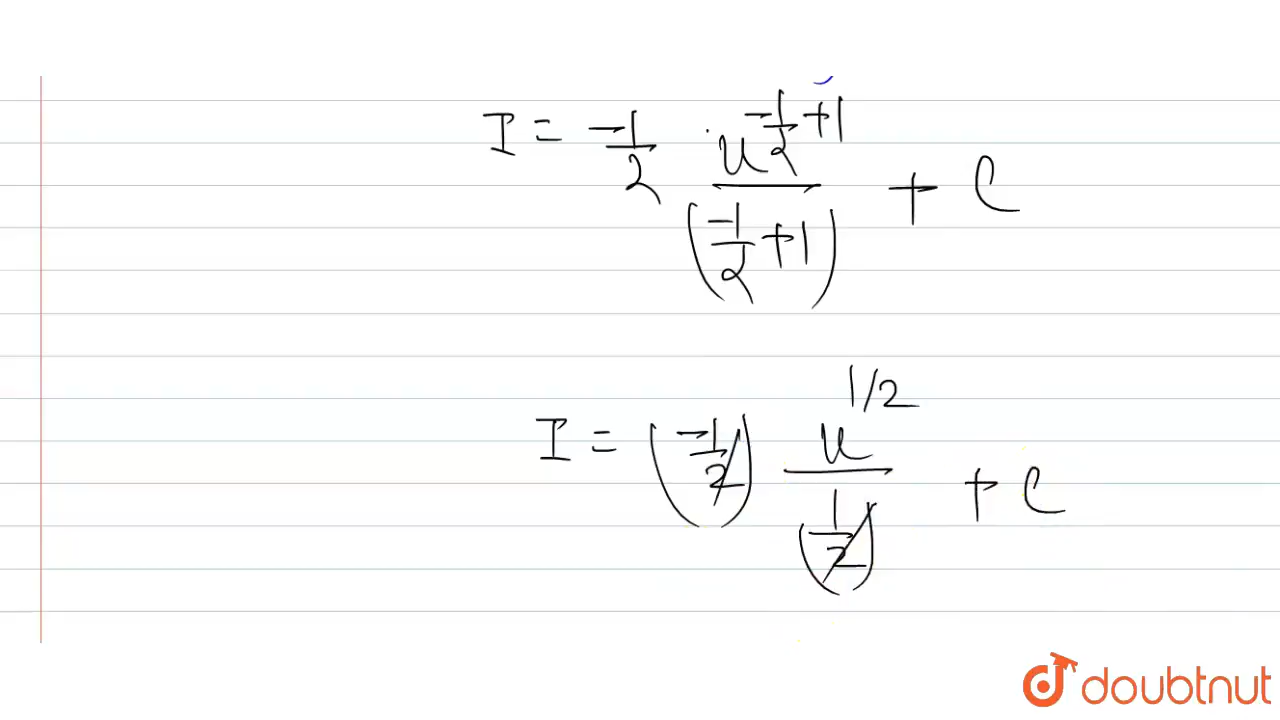 I = -1/2 u^(-1/2+1)/(-1/2+1) + C
I = (-1/2) u^(1/2)/(1/2) + C
doubtnut